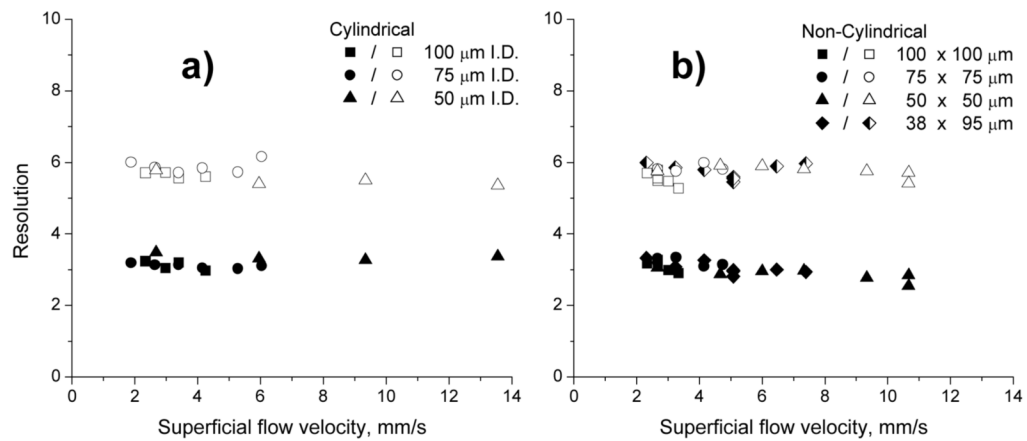 10
8
6
4
2
0
Resolution
a)
Cylindrical
■ / □ 100 μm I.D.
● / ○ 75 μm I.D.
▲ / △ 50 μm I.D.
0 2 4 6 8 10 12 14
Superficial flow velocity, mm/s
10
8
6
4
2
0
b)
Non-Cylindrical
■ / □ 100 x 100 μm
● / ○ 75 x 75 μm
▲ / △ 50 x 50 μm
◆ / ⬗ 38 x 95 μm
0 2 4 6 8 10 12 14
Superficial flow velocity, mm/s